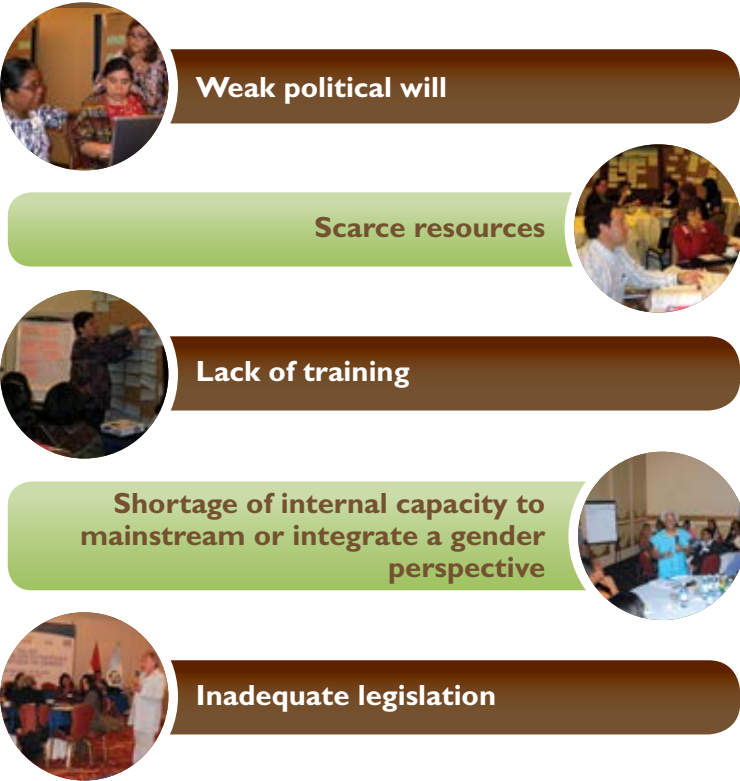 Weak political will
Scarce resources
Lack of training
Shortage of internal capacity to
mainstream or integrate a gender
perspective
Inadequate legislation